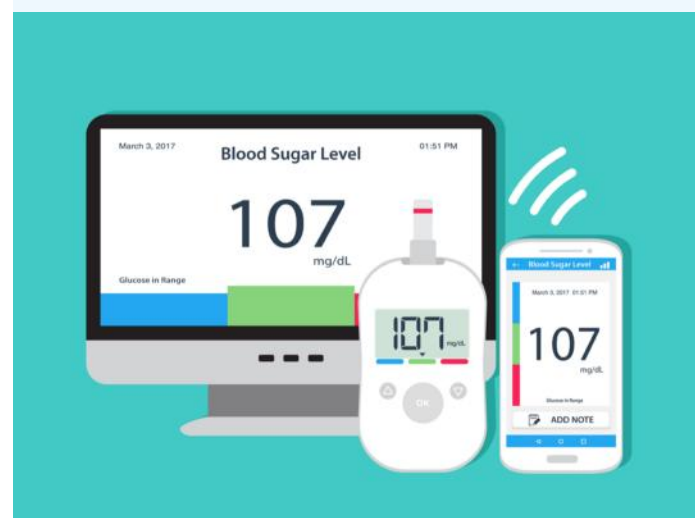 March 3, 2017
Blood Sugar Level
01:51 PM
107
mg/dL
Glucose in Range
107
mg/dL
OK
Blood Sugar Level
March 3, 2017 01:51 PM
107
mg/dL
Glucose in Range
ADD NOTE